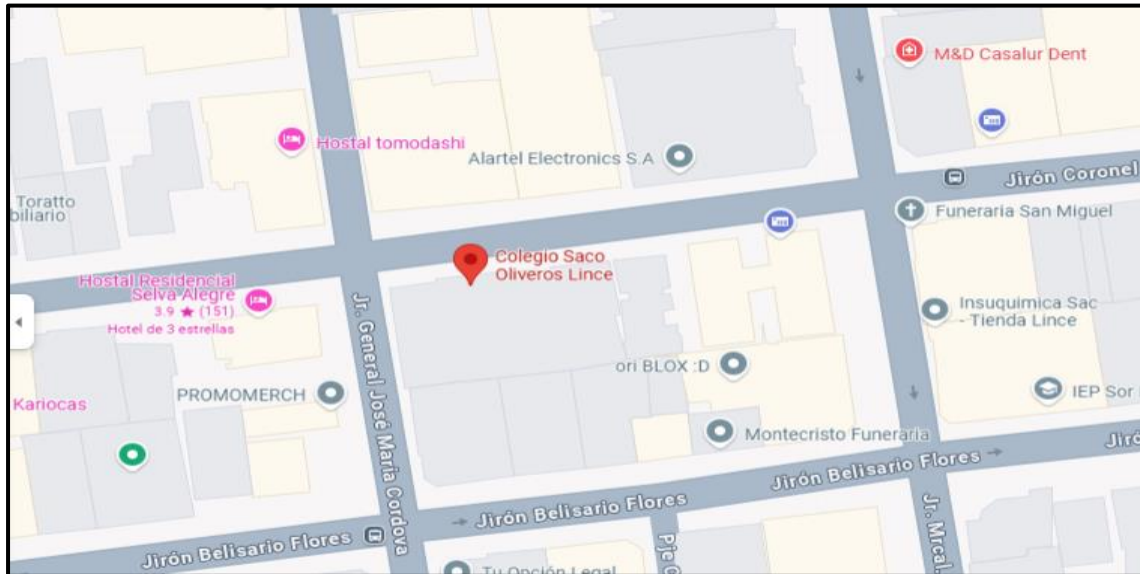 M&D Casalur Dent
Hostal tomodashi
Alartel Electronics S.A
Jirón Coronel
Toratto
biliario
Funeraria San Miguel
Colegio Saco
Oliveros Lince
Hostal Residencial
Selva Alegre
3.9 ★ (151)
Hotel de 3 estrellas
Insuquimica Sac
- Tienda Lince
Jr. General José María Cordova
ori BLOX :D
PROMOMERCH
IEP Sor
Kariocas
Montecristo Funeraria
Jirón Belisario Flores
Jirón Belisario Flores
Jirón Belisario Flores
Jr. Mrcal.
Tu Opción Legal